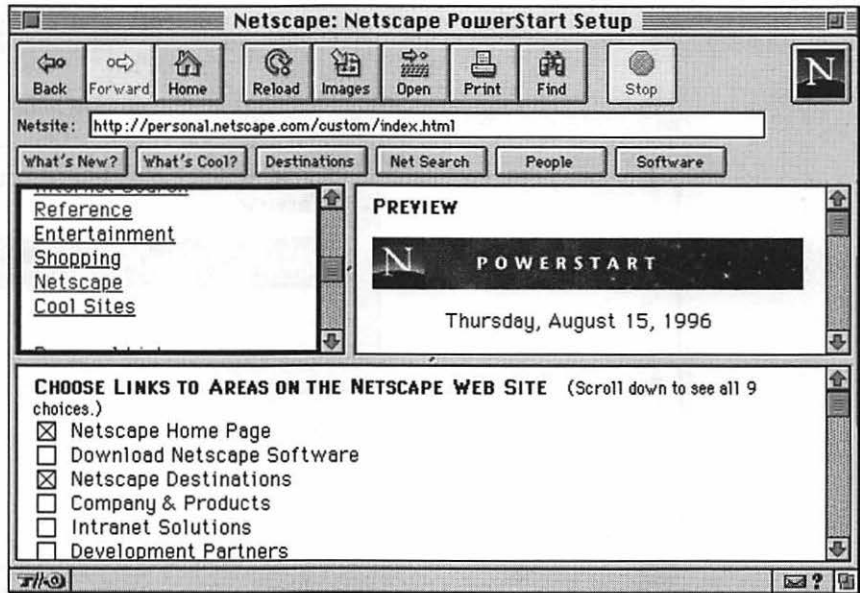 Netscape: Netscape PowerStart Setup
Back Forward Home Reload Images Open Print Find Stop
N
Netsite: http://personal.netscape.com/custom/index.html
What's New? What's Cool? Destinations Net Search People Software
Internet Search
Reference
Entertainment
Shopping
Netscape
Cool Sites
PREVIEW
N POWERSTART
Thursday, August 15, 1996
CHOOSE LINKS TO AREAS ON THE NETSCAPE WEB SITE (Scroll down to see all 9
choices.)
Netscape Home Page
Download Netscape Software
Netscape Destinations
Company & Products
Intranet Solutions
Development Partners
?